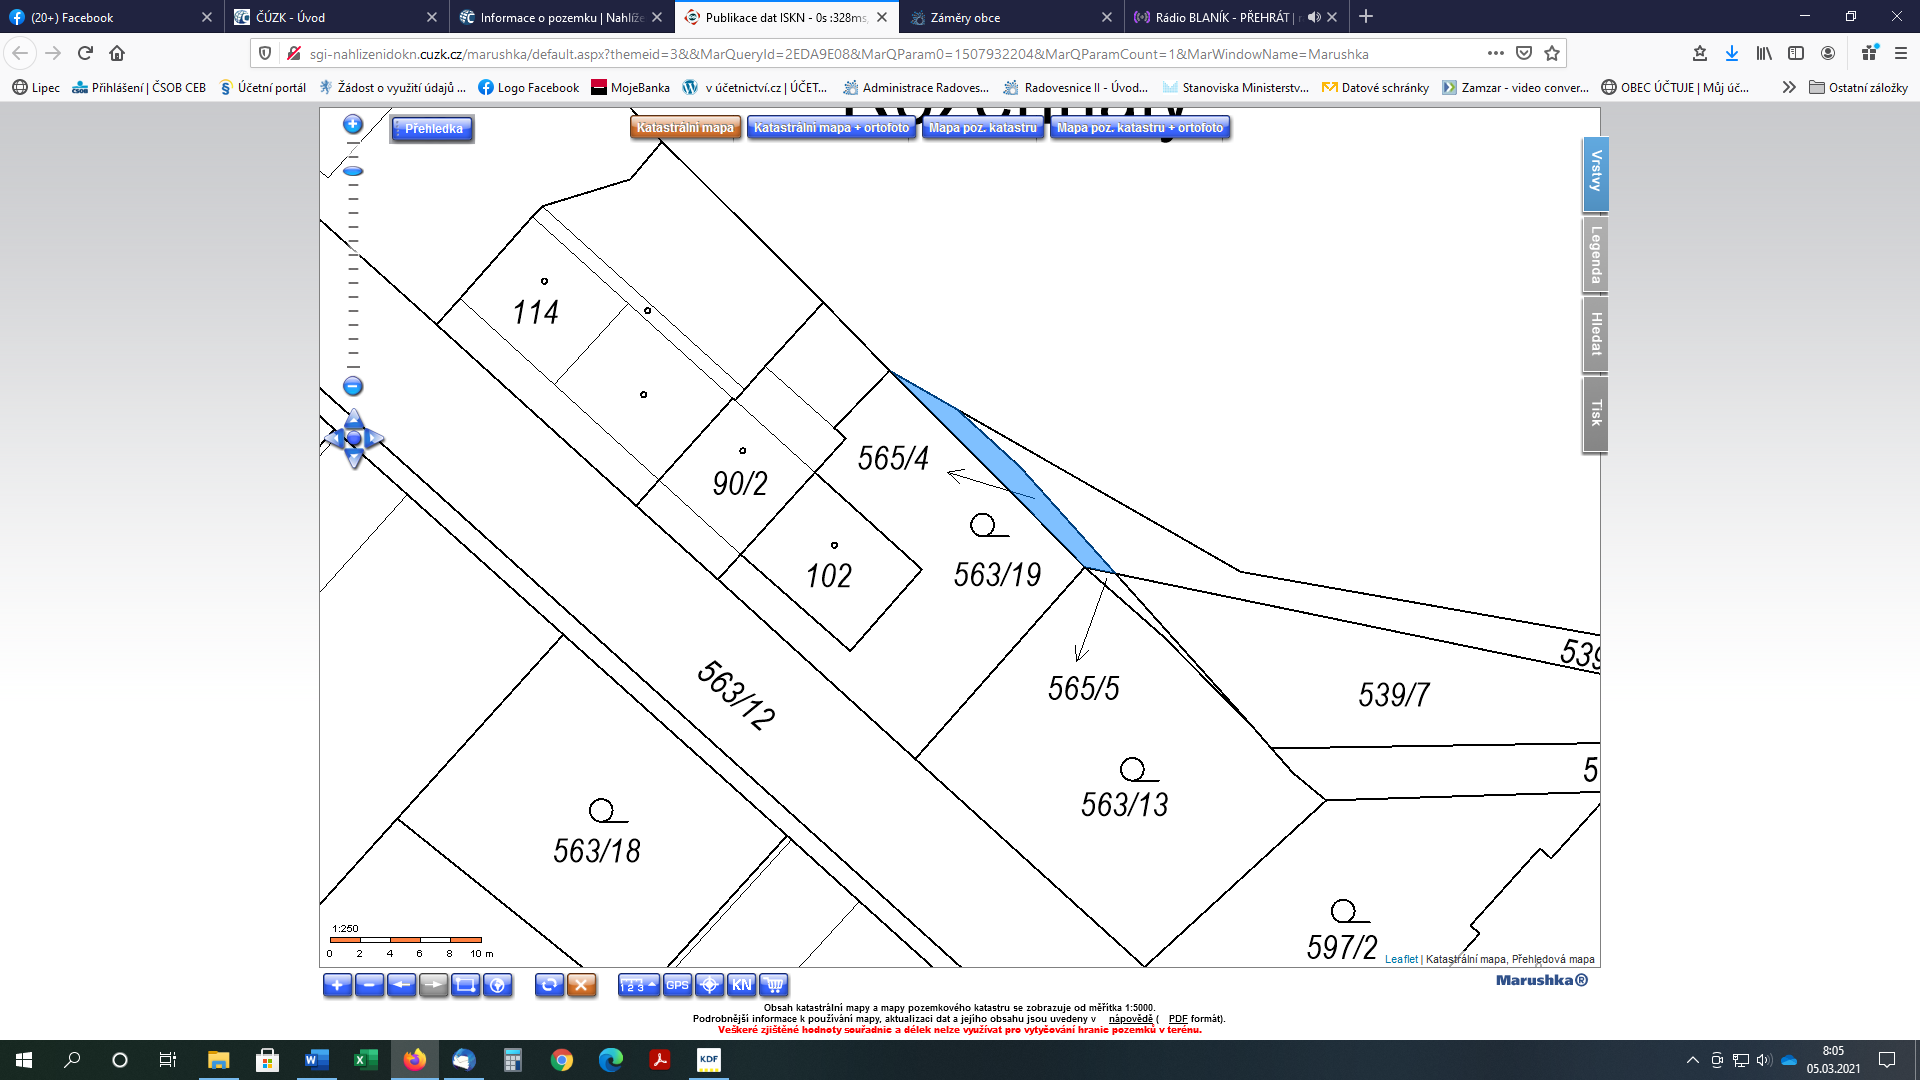 (20+) Facebook
ČÚZK - Úvod
Informace o pozemku | Nahlíže
Publikace dat ISKN - 0s :328ms,
Záměry obce
Rádio BLANÍK - PŘEHRÁT |
sgi-nahlizenidokn.cuzk.cz/marushka/default.aspx?themeid=3&&MarQueryId=2EDA9E08&MarQParam0=1507932204&MarQParamCount=1&MarWindowName=Marushka
Lipec
Přihlášení | ČSOB CEB
Účetní portál
Žádost o využití údajů ...
Logo Facebook
MojeBanka
v účetnictví.cz | ÚČET...
Administrace Radoves...
Radovesnice II - Úvod...
Stanoviska Ministerstv...
Datové schránky
Zamzar - video conver...
OBEC ÚČTUJE | Můj úč...
Ostatní záložky
Přehledka
Katastrální mapa
Katastrální mapa + ortofoto
Mapa poz. katastru
Mapa poz. katastru + ortofoto
Vrstvy
Legenda
Hledat
Tisk
114
90/2
565/4
102
563/19
563/12
565/5
539/7
563/13
563/18
597/2
1:250
0 2 4 6 8 10 m
Leaflet | Katastrální mapa, Přehledová mapa
1 2 3
GPS
KN
Marushka®
Obsah katastrální mapy a mapy pozemkového katastru se zobrazuje od měřítka 1:5000.
Podrobnější informace k používání mapy, aktualizaci dat a jejího obsahu jsou uvedeny v nápovědě ( PDF formát).
Veškeré zjištěné hodnoty souřadnic a délek nelze využívat pro vytyčování hranic pozemků v terénu.
KDF
8:05
05.03.2021